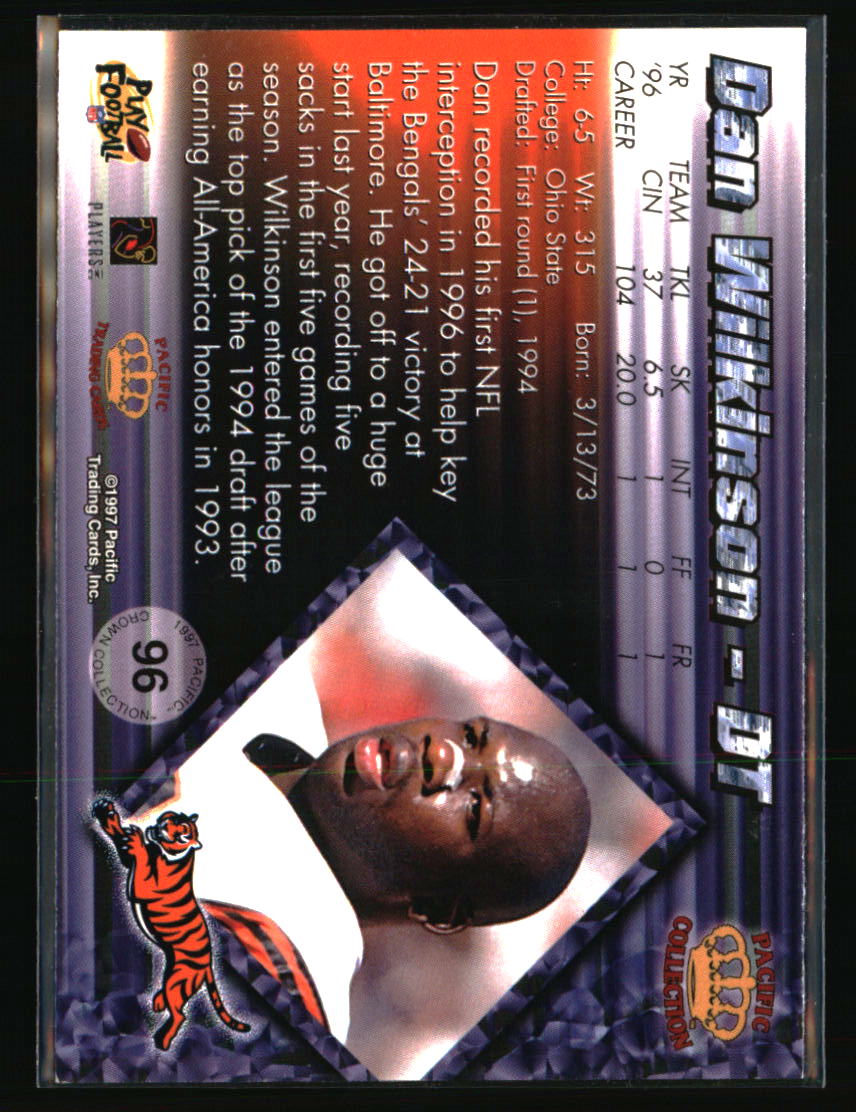 Dan Wilkinson - DT
PACIFIC
COLLECTION
YR TEAM TKL SK INT FF FR
'96 CIN 37 6.5 1 0 1
CAREER 104 20.0 1 1 1
Ht: 6-5 Wt: 315 Born: 3/13/73
College: Ohio State
Drafted: First round (1), 1994
Dan recorded his first NFL
interception in 1996 to help key
the Bengals' 24-21 victory at
Baltimore. He got off to a huge
start last year, recording five
sacks in the first five games of the
season. Wilkinson entered the league
as the top pick of the 1994 draft after
earning All-America honors in 1993.
PLAY
FOOTBALL
NFL
PLAYERS INC
PACIFIC
TRADING CARDS
©1997 Pacific
Trading Cards, Inc.
1997 PACIFIC™
96
CROWN COLLECTION™